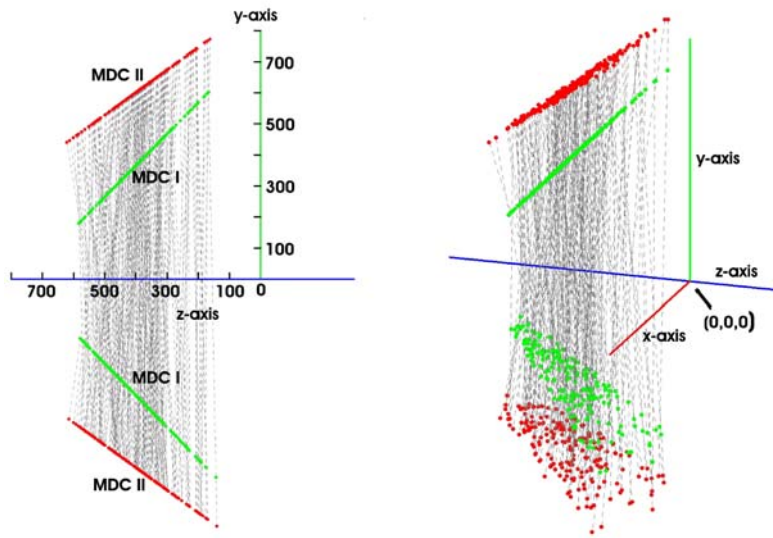 y-axis
700
MDC II
500
MDC I
300
100
700 500 300 100 0
z-axis
MDC I
MDC II
y-axis
z-axis
(0,0,0)
x-axis